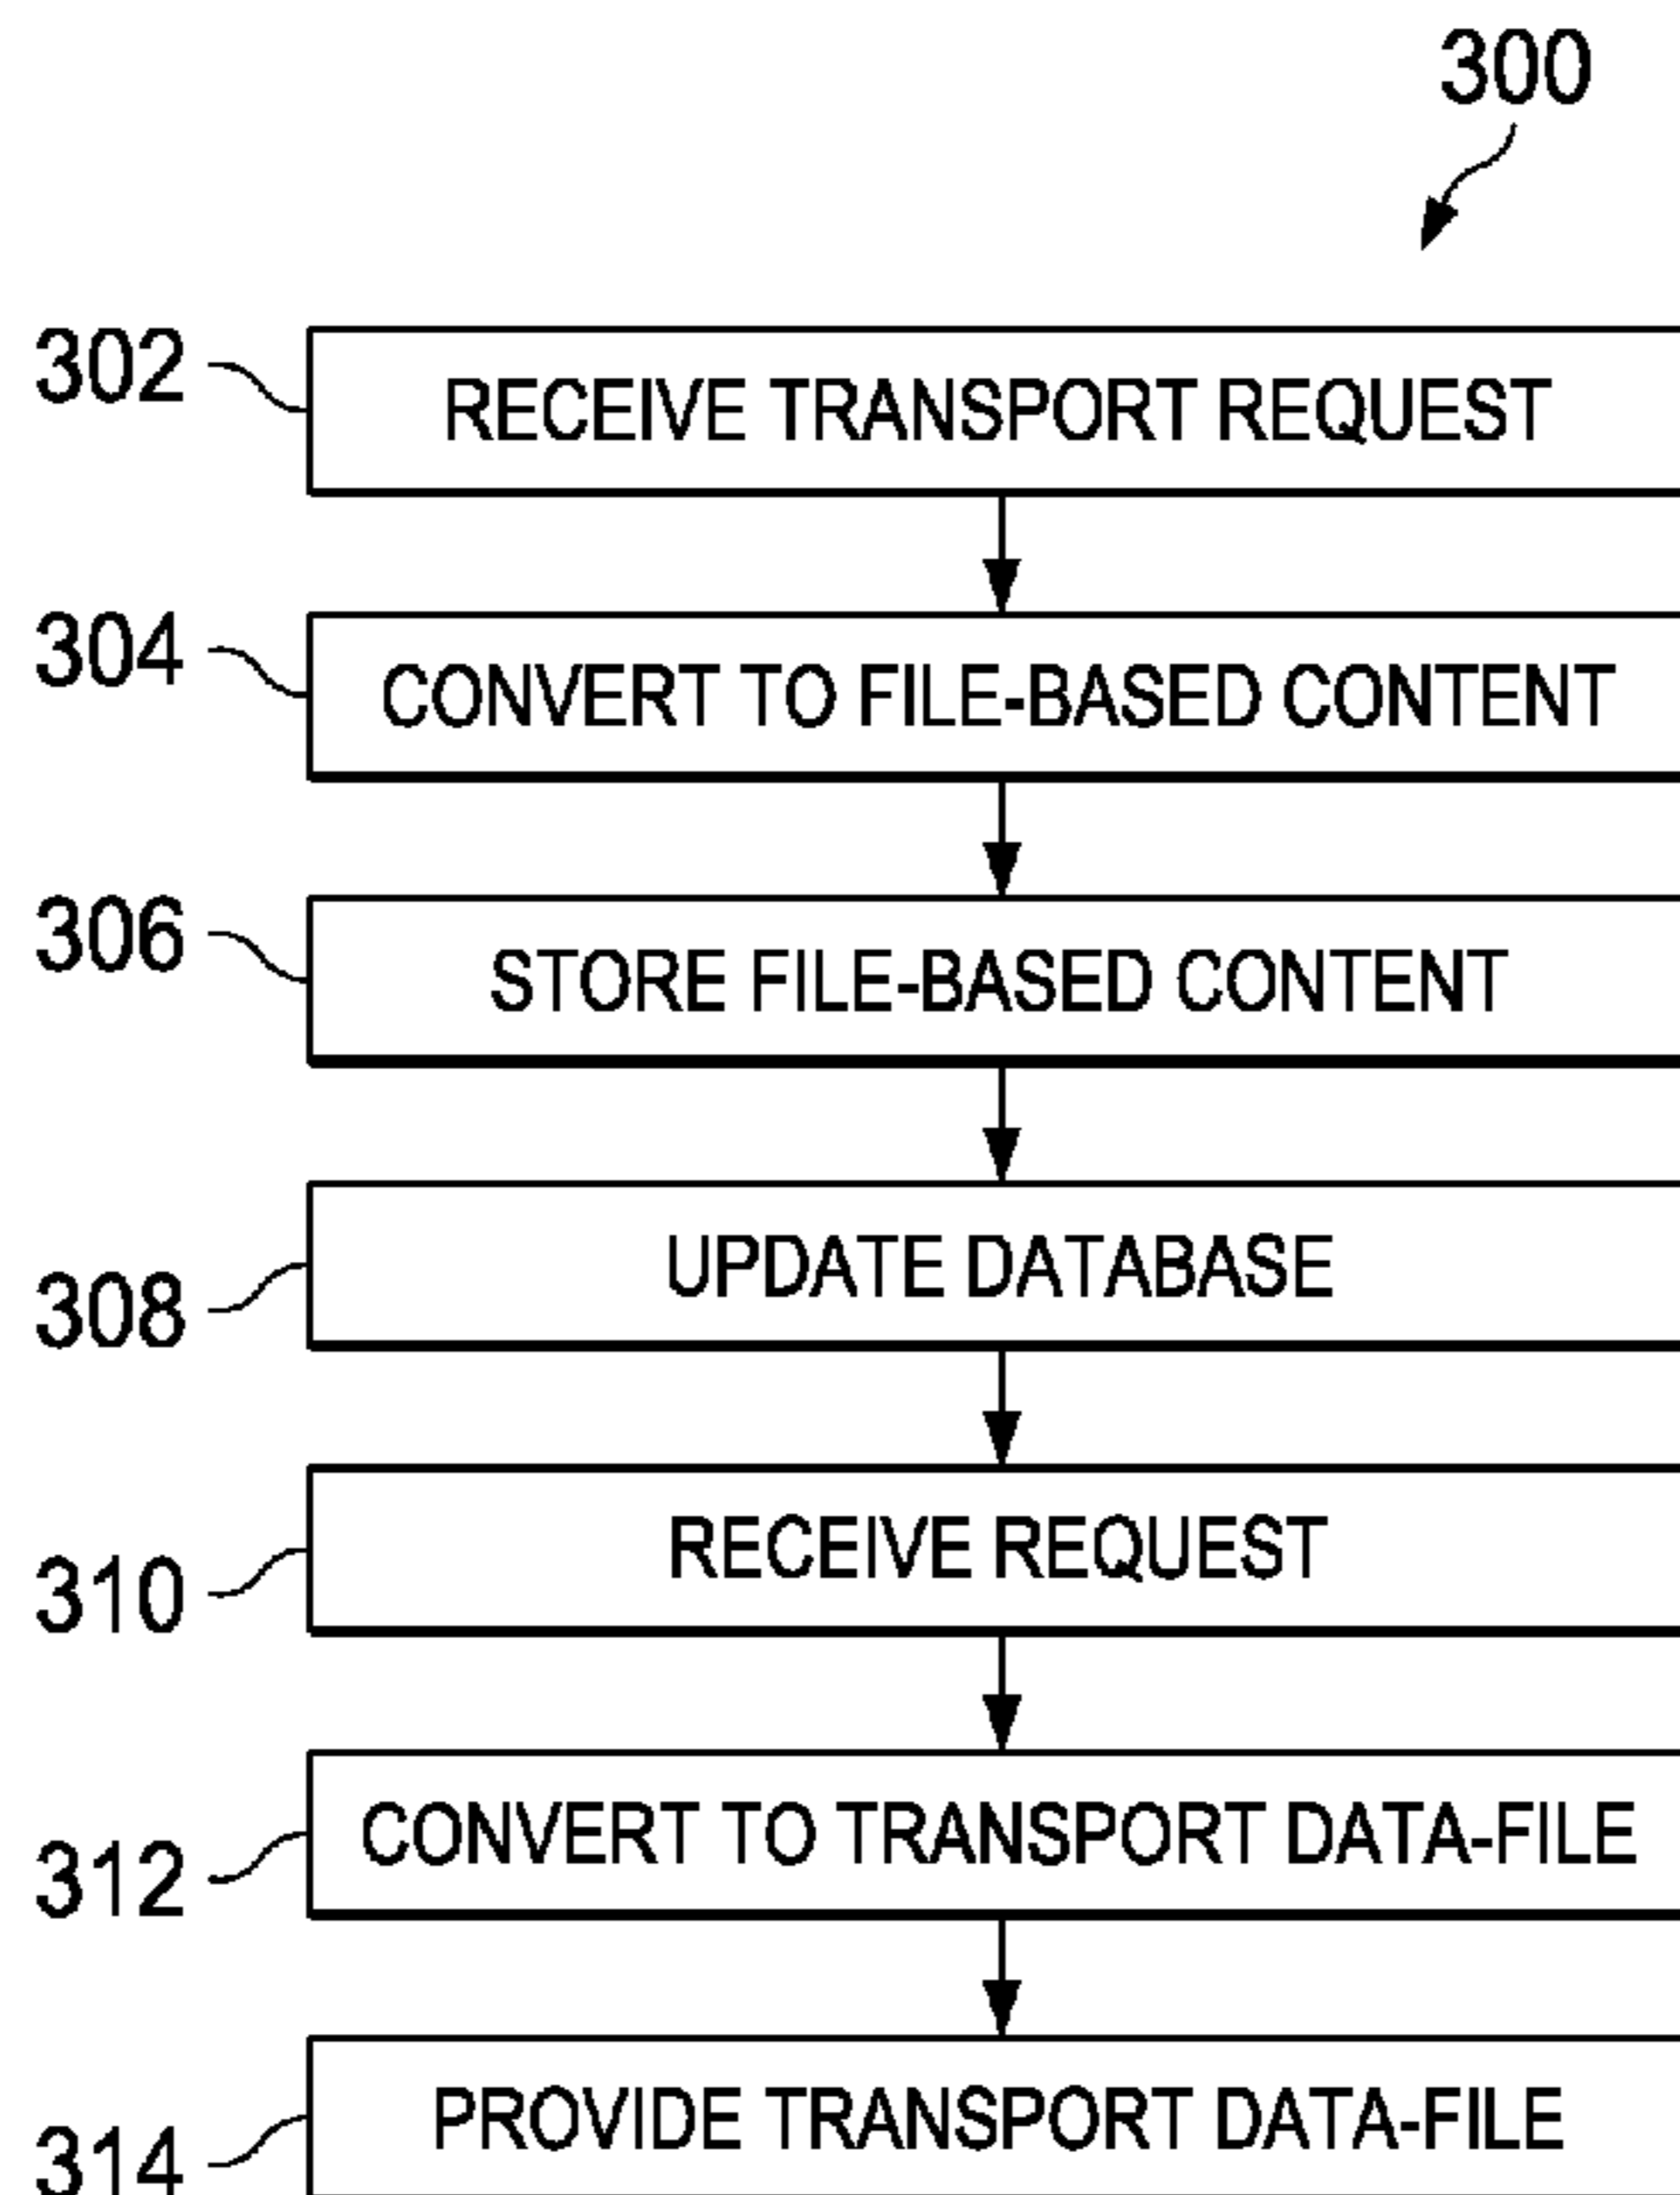 300
302 RECEIVE TRANSPORT REQUEST
304 CONVERT TO FILE-BASED CONTENT
306 STORE FILE-BASED CONTENT
308 UPDATE DATABASE
310 RECEIVE REQUEST
312 CONVERT TO TRANSPORT DATA-FILE
314 PROVIDE TRANSPORT DATA-FILE